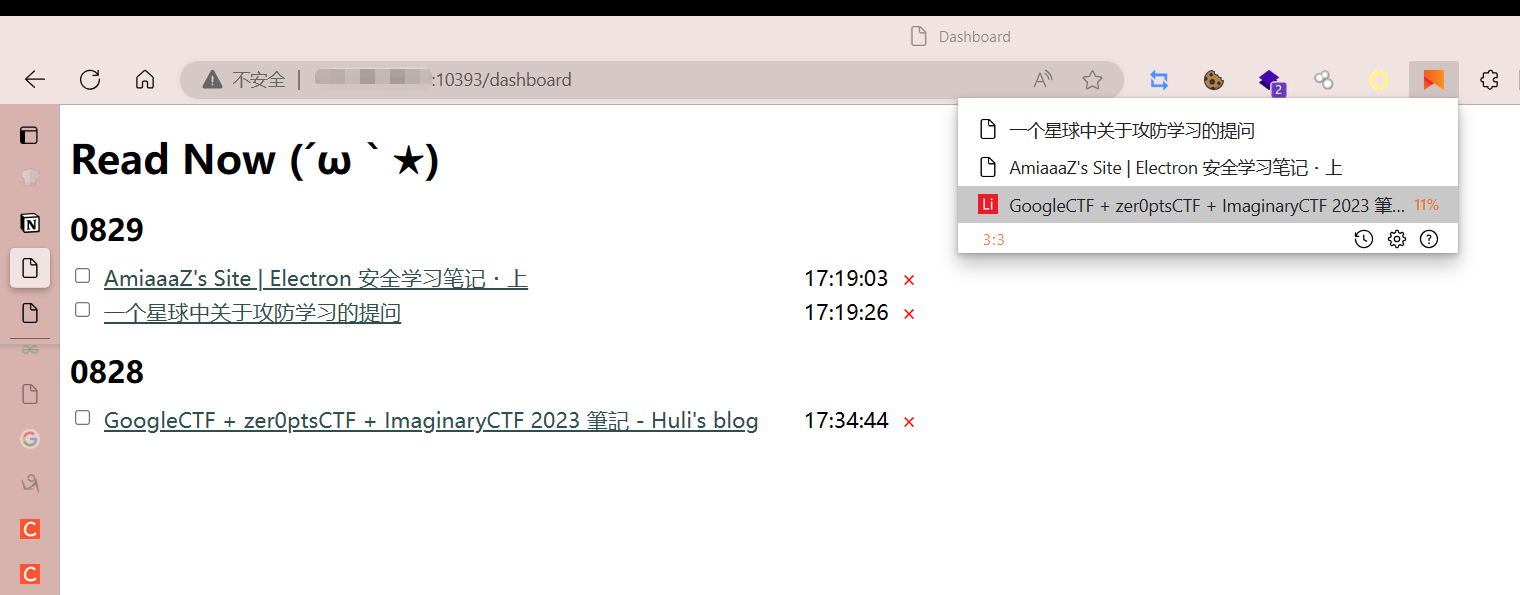 Dashboard
不安全 | :10393/dashboard
2
一个星球中关于攻防学习的提问
AmiaaaZ's Site | Electron 安全学习笔记 · 上
Li GoogleCTF + zer0ptsCTF + ImaginaryCTF 2023 筆... 11%
3:3
Read Now (´ω｀★)
0829
AmiaaaZ's Site | Electron 安全学习笔记 · 上 17:19:03 ×
一个星球中关于攻防学习的提问 17:19:26 ×
0828
GoogleCTF + zer0ptsCTF + ImaginaryCTF 2023 筆記 - Huli's blog 17:34:44 ×